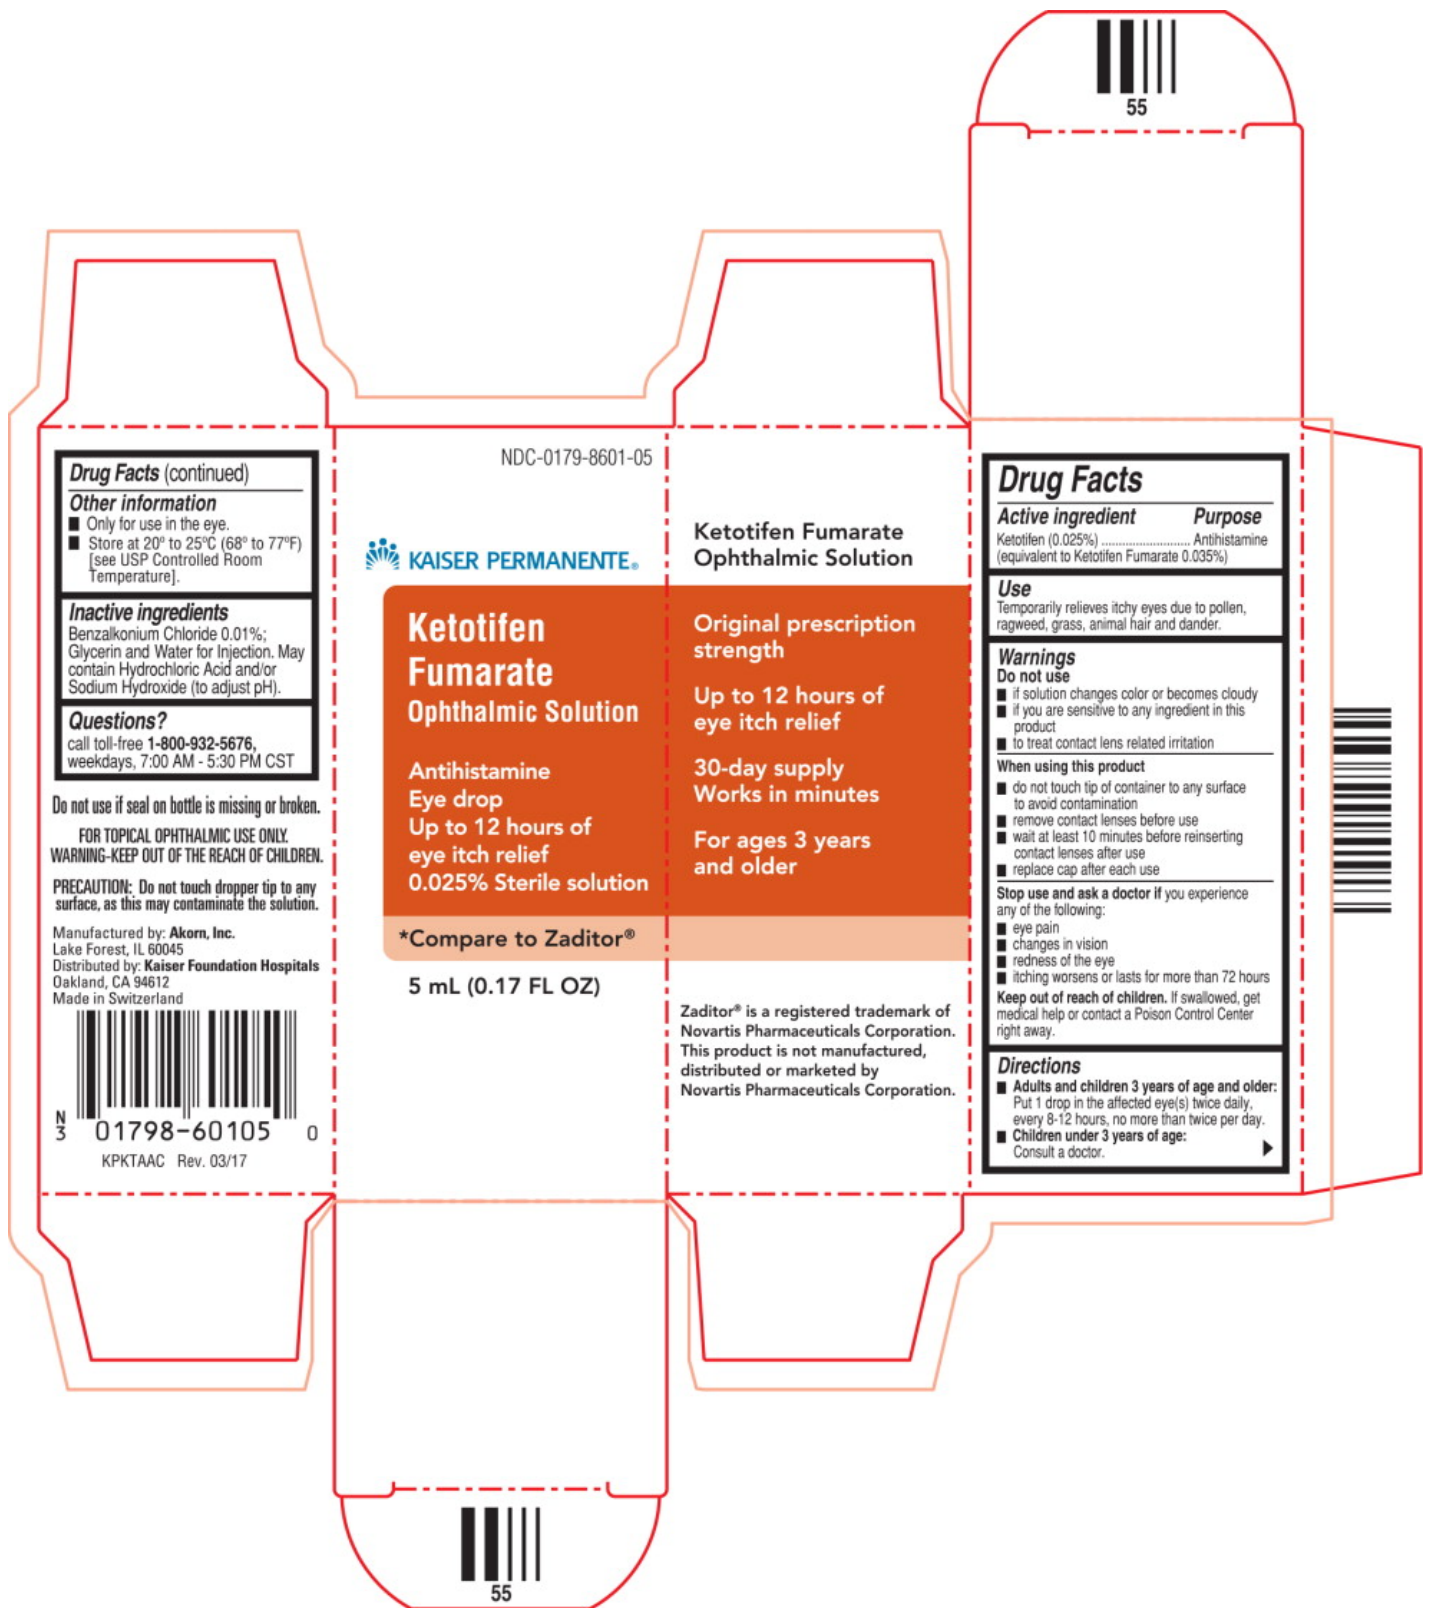 55
Drug Facts (continued)
Other information
■ Only for use in the eye.
■ Store at 20º to 25ºC (68º to 77ºF)
[see USP Controlled Room
Temperature].
Inactive ingredients
Benzalkonium Chloride 0.01%;
Glycerin and Water for Injection. May
contain Hydrochloric Acid and/or
Sodium Hydroxide (to adjust pH).
Questions?
call toll-free 1-800-932-5676,
weekdays, 7:00 AM - 5:30 PM CST
Do not use if seal on bottle is missing or broken.
FOR TOPICAL OPHTHALMIC USE ONLY.
WARNING-KEEP OUT OF THE REACH OF CHILDREN.
PRECAUTION: Do not touch dropper tip to any
surface, as this may contaminate the solution.
Manufactured by: Akorn, Inc.
Lake Forest, IL 60045
Distributed by: Kaiser Foundation Hospitals
Oakland, CA 94612
Made in Switzerland
N
3 01798-60105 0
KPKTAAC Rev. 03/17
NDC-0179-8601-05
KAISER PERMANENTE®
Ketotifen
Fumarate
Ophthalmic Solution
Antihistamine
Eye drop
Up to 12 hours of
eye itch relief
0.025% Sterile solution
*Compare to Zaditor®
5 mL (0.17 FL OZ)
Ketotifen Fumarate
Ophthalmic Solution
Original prescription
strength
Up to 12 hours of
eye itch relief
30-day supply
Works in minutes
For ages 3 years
and older
Zaditor® is a registered trademark of
Novartis Pharmaceuticals Corporation.
This product is not manufactured,
distributed or marketed by
Novartis Pharmaceuticals Corporation.
Drug Facts
Active ingredient Purpose
Ketotifen (0.025%) .......................... Antihistamine
(equivalent to Ketotifen Fumarate 0.035%)
Use
Temporarily relieves itchy eyes due to pollen,
ragweed, grass, animal hair and dander.
Warnings
Do not use
■ if solution changes color or becomes cloudy
■ if you are sensitive to any ingredient in this
product
■ to treat contact lens related irritation
When using this product
■ do not touch tip of container to any surface
to avoid contamination
■ remove contact lenses before use
■ wait at least 10 minutes before reinserting
contact lenses after use
■ replace cap after each use
Stop use and ask a doctor if you experience
any of the following:
■ eye pain
■ changes in vision
■ redness of the eye
■ itching worsens or lasts for more than 72 hours
Keep out of reach of children. If swallowed, get
medical help or contact a Poison Control Center
right away.
Directions
■ Adults and children 3 years of age and older:
Put 1 drop in the affected eye(s) twice daily,
every 8-12 hours, no more than twice per day.
■ Children under 3 years of age:
Consult a doctor.
55